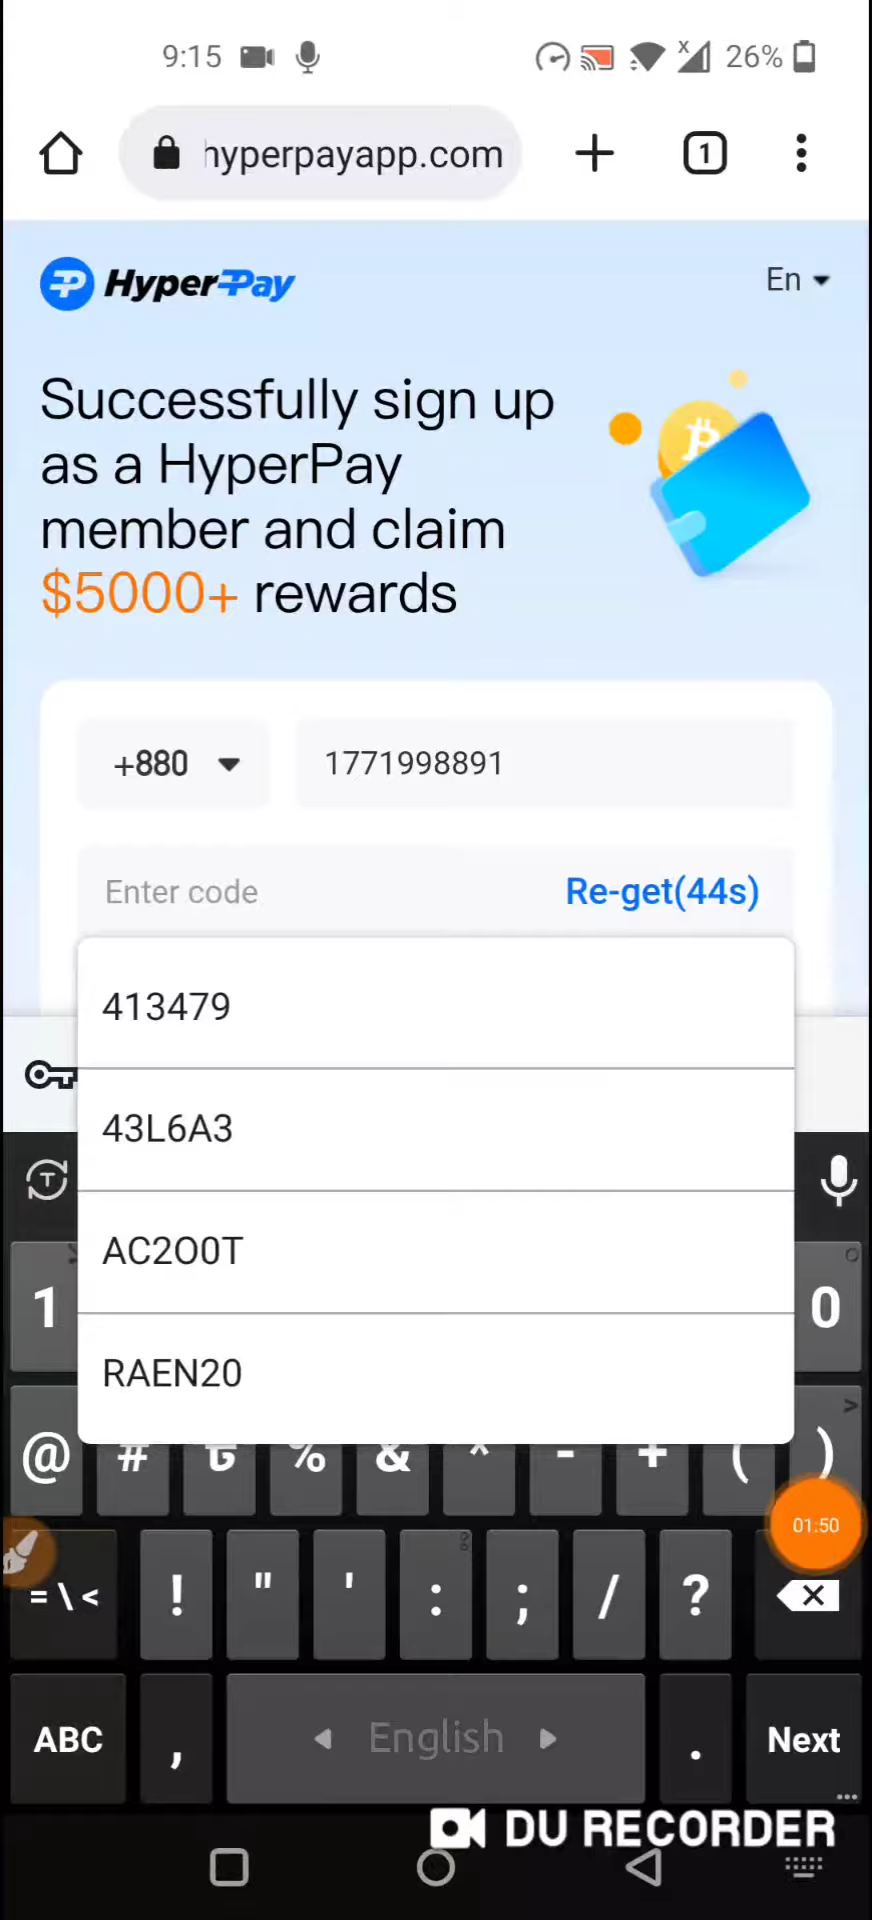 9:15
x
26%
hyperpayapp.com
1
HyperPay
En
Successfully sign up
as a HyperPay
member and claim
$5000+ rewards
+880
1771998891
Enter code
Re-get(44s)
413479
43L6A3
AC2O0T
RAEN20
T
1
0
@ # ৳ % & ^ - + ( )
01:50
= \ < ! " ' : ; / ?
ABC , English . Next
DU RECORDER